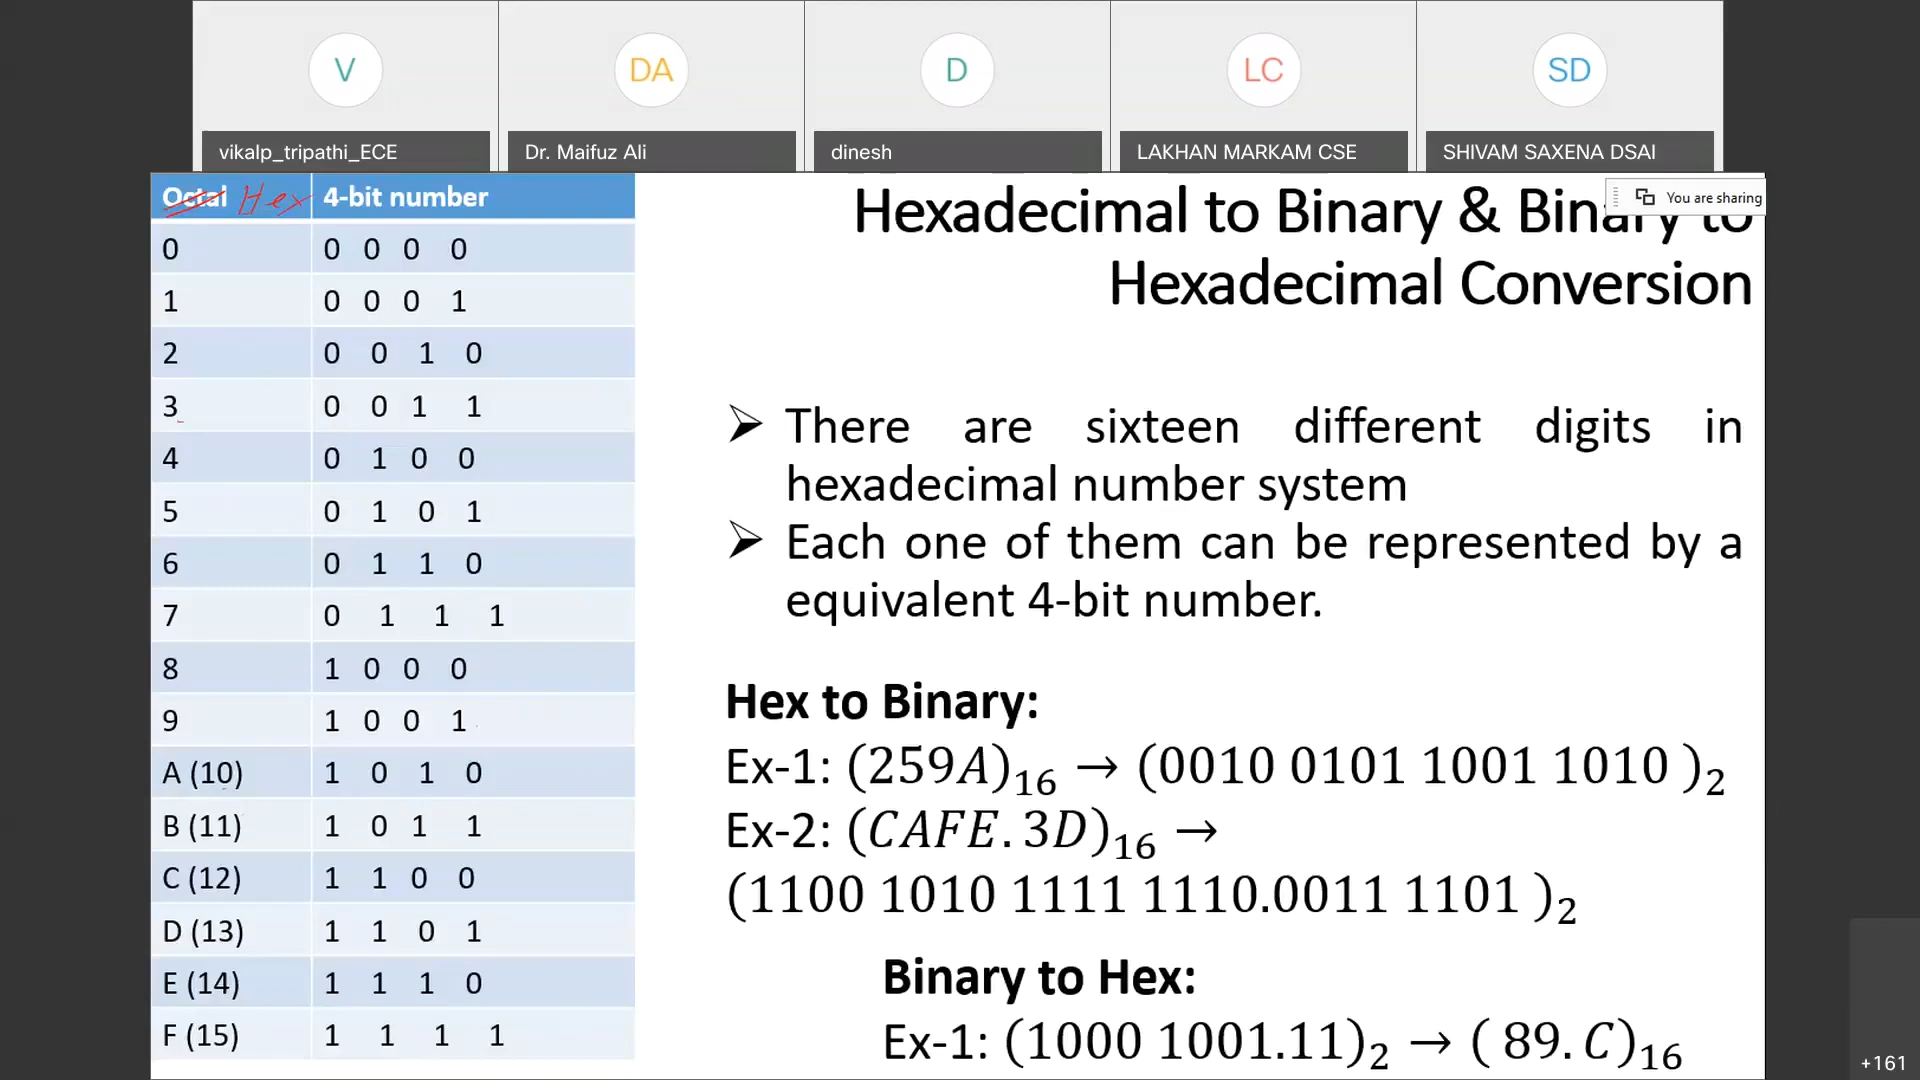 V
DA
D
LC
SD
vikalp_tripathi_ECE
Dr. Maifuz Ali
dinesh
LAKHAN MARKAM CSE
SHIVAM SAXENA DSAI
You are sharing
Octal Hex 4-bit number
0 0 0 0 0
1 0 0 0 1
2 0 0 1 0
3 0 0 1 1
4 0 1 0 0
5 0 1 0 1
6 0 1 1 0
7 0 1 1 1
8 1 0 0 0
9 1 0 0 1
A (10) 1 0 1 0
B (11) 1 0 1 1
C (12) 1 1 0 0
D (13) 1 1 0 1
E (14) 1 1 1 0
F (15) 1 1 1 1
Hexadecimal to Binary & Binary to
Hexadecimal Conversion
➢ There are sixteen different digits in
hexadecimal number system
➢ Each one of them can be represented by a
equivalent 4-bit number.
Hex to Binary:
Ex-1: (259A)₁₆ → (0010 0101 1001 1010 )₂
Ex-2: (CAFE.3D)₁₆ →
(1100 1010 1111 1110.0011 1101 )₂
Binary to Hex:
Ex-1: (1000 1001.11)₂ → ( 89.C)₁₆
+161